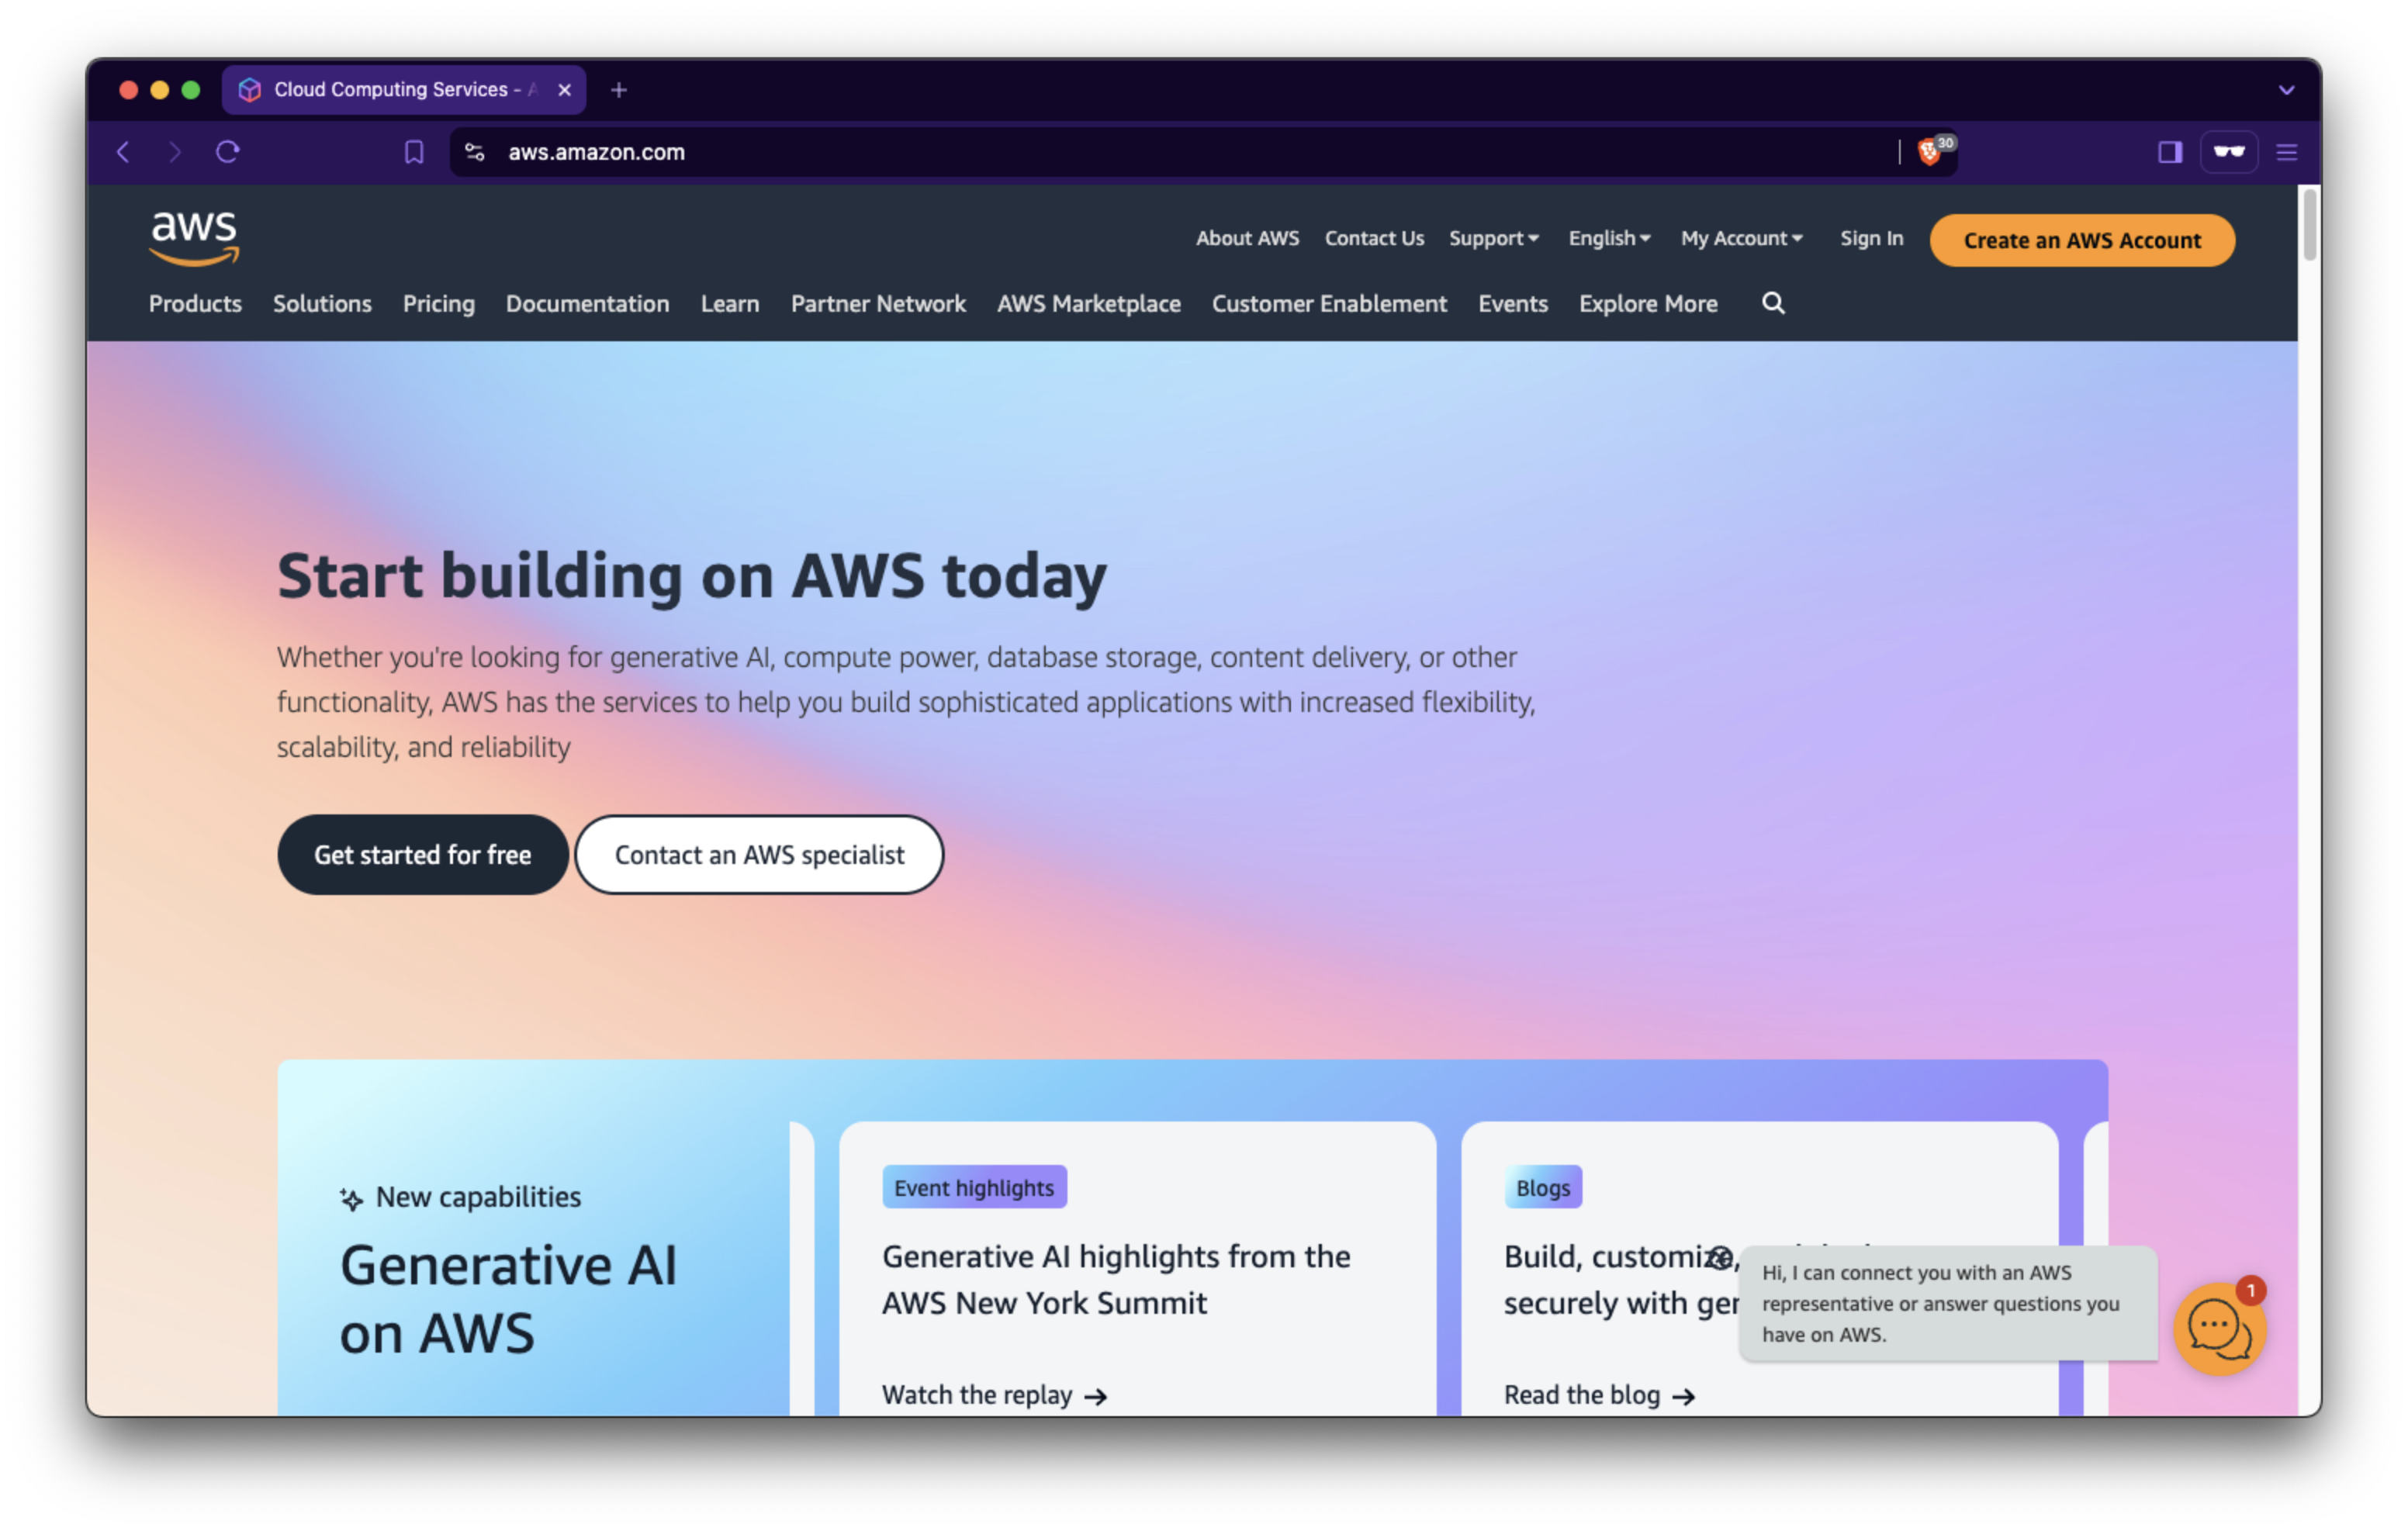 Cloud Computing Services - A
aws.amazon.com
30
aws
About AWS Contact Us Support English My Account Sign In Create an AWS Account
Products Solutions Pricing Documentation Learn Partner Network AWS Marketplace Customer Enablement Events Explore More
Start building on AWS today
Whether you're looking for generative AI, compute power, database storage, content delivery, or other
functionality, AWS has the services to help you build sophisticated applications with increased flexibility,
scalability, and reliability
Get started for free Contact an AWS specialist
New capabilities
Generative AI
on AWS
Event highlights
Generative AI highlights from the
AWS New York Summit
Watch the replay
Blogs
Build, customize,
securely with
Read the blog
Hi, I can connect you with an AWS
representative or answer questions you
have on AWS.
1